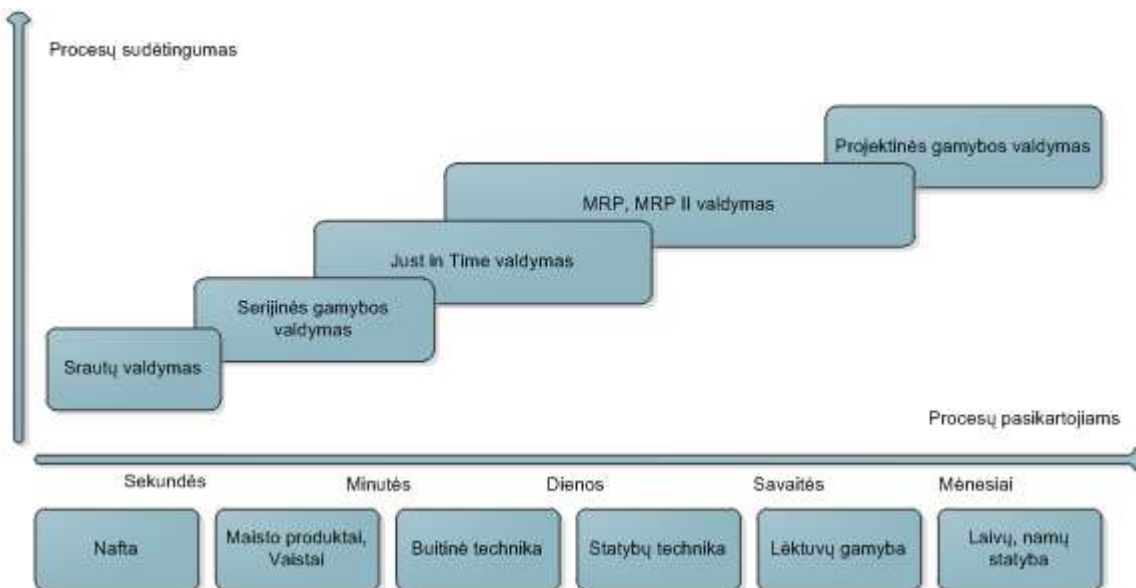 Procesų sudėtingumas
Projektinės gamybos valdymas
MRP, MRP II valdymas
Just in Time valdymas
Serijinės gamybos
valdymas
Srautų valdymas
Procesų pasikartojiams
Sekundės
Minutės
Dienos
Savaitės
Mėnesiai
Nafta
Maisto produktai,
Vaistai
Buitinė technika
Statybų technika
Lėktuvų gamyba
Laivų, namų
statyba